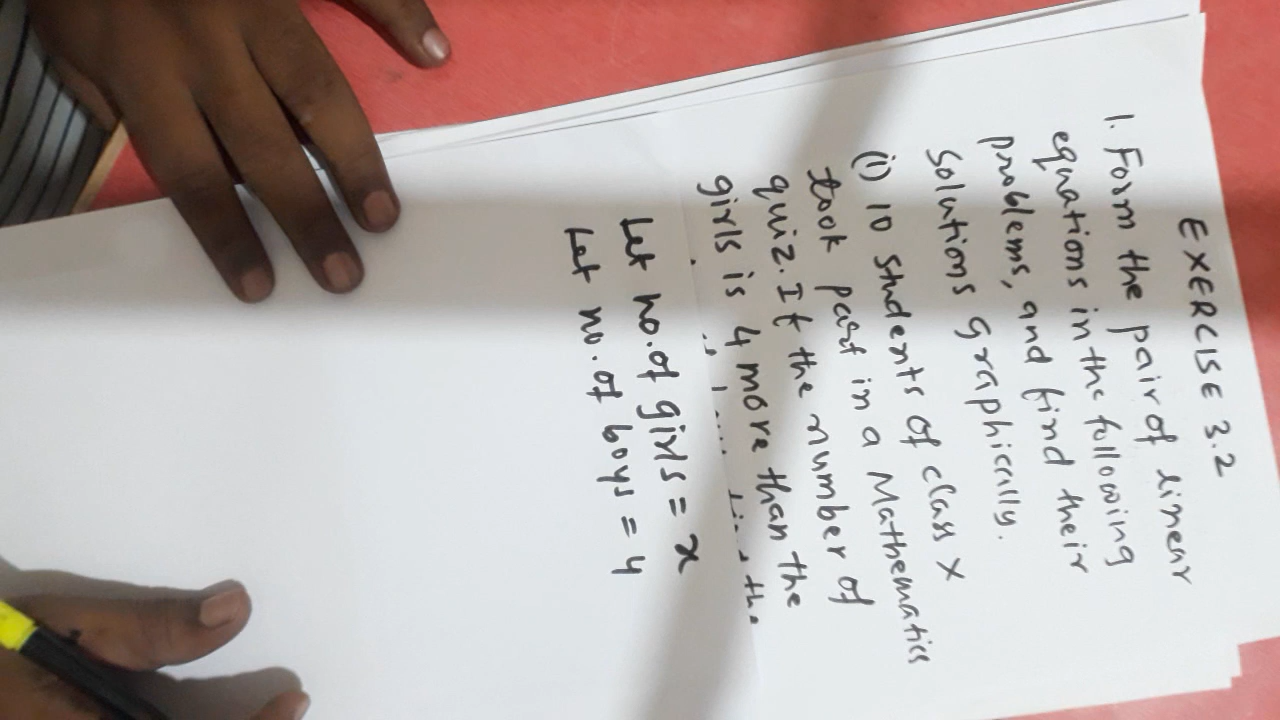 EXERCISE 3.2
1. Form the pair of linear
equations in the following
problems, and find their
solutions graphically.
(i) 10 students of class X
took part in a Mathematics
quiz. If the number of
girls is 4 more than the
the
Let no. of girls = x
Let no. of boys = y